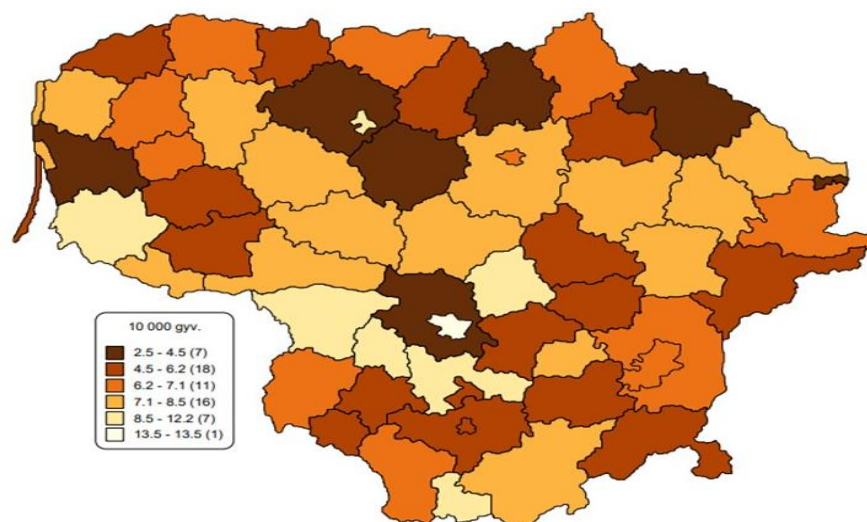 10 000 gyv.
2.5 - 4.5 (7)
4.5 - 6.2 (18)
6.2 - 7.1 (11)
7.1 - 8.5 (16)
8.5 - 12.2 (7)
13.5 - 13.5 (1)